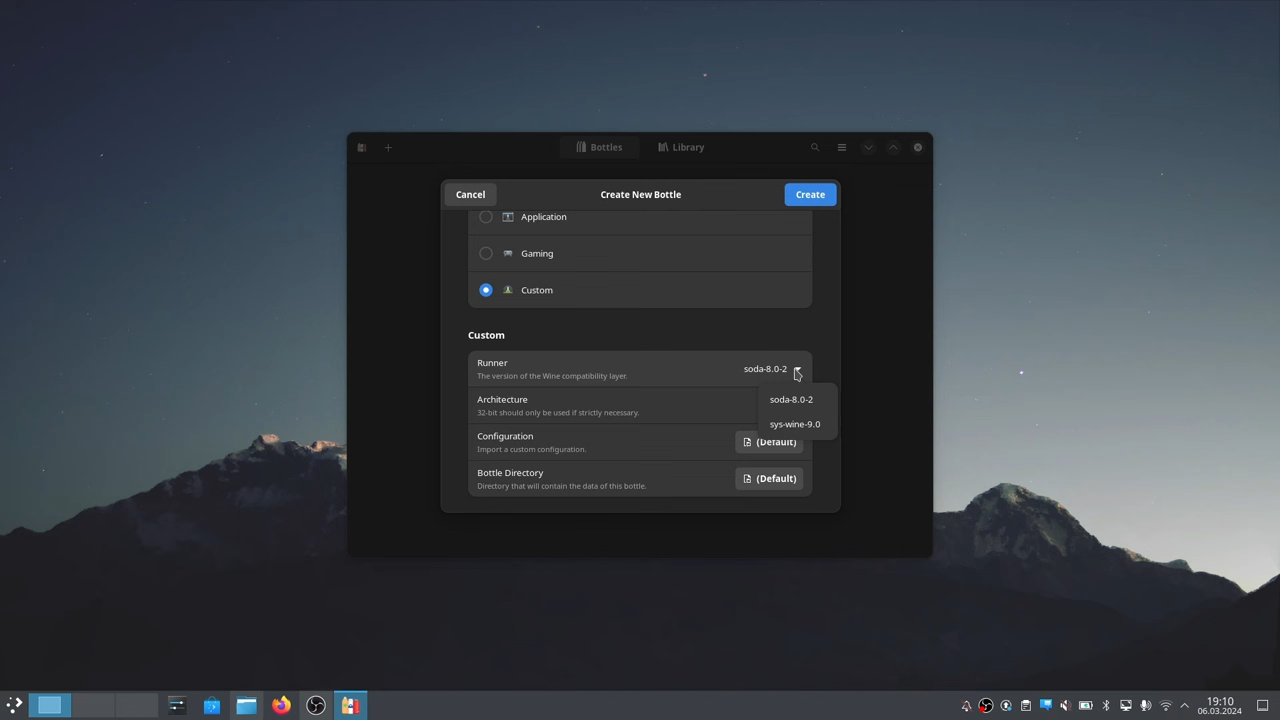 Bottles
Library
Cancel
Create New Bottle
Create
Application
Gaming
Custom
Custom
Runner
The version of the Wine compatibility layer.
soda-8.0-2
soda-8.0-2
sys-wine-9.0
Architecture
32-bit should only be used if strictly necessary.
Configuration
Import a custom configuration.
(Default)
Bottle Directory
Directory that will contain the data of this bottle.
(Default)
19:10
06.03.2024